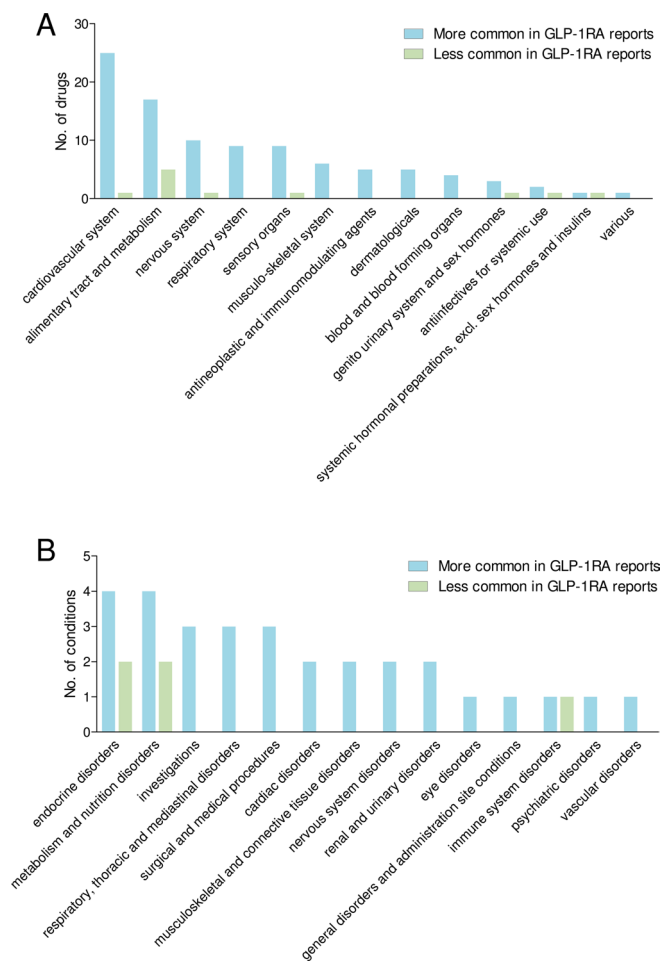 A
30
20
10
0
No. of drugs
More common in GLP-1RA reports
Less common in GLP-1RA reports
cardiovascular system
alimentary tract and metabolism
nervous system
respiratory system
sensory organs
musculo-skeletal system
antineoplastic and immunomodulating agents
dermatologicals
blood and blood forming organs
genito urinary system and sex hormones
antiinfectives for systemic use
systemic hormonal preparations, excl. sex hormones and insulins
various
B
5
4
3
2
1
0
No. of conditions
More common in GLP-1RA reports
Less common in GLP-1RA reports
endocrine disorders
metabolism and nutrition disorders
investigations
respiratory, thoracic and mediastinal disorders
surgical and medical procedures
cardiac disorders
musculoskeletal and connective tissue disorders
nervous system disorders
renal and urinary disorders
eye disorders
general disorders and administration site conditions
immune system disorders
psychiatric disorders
vascular disorders